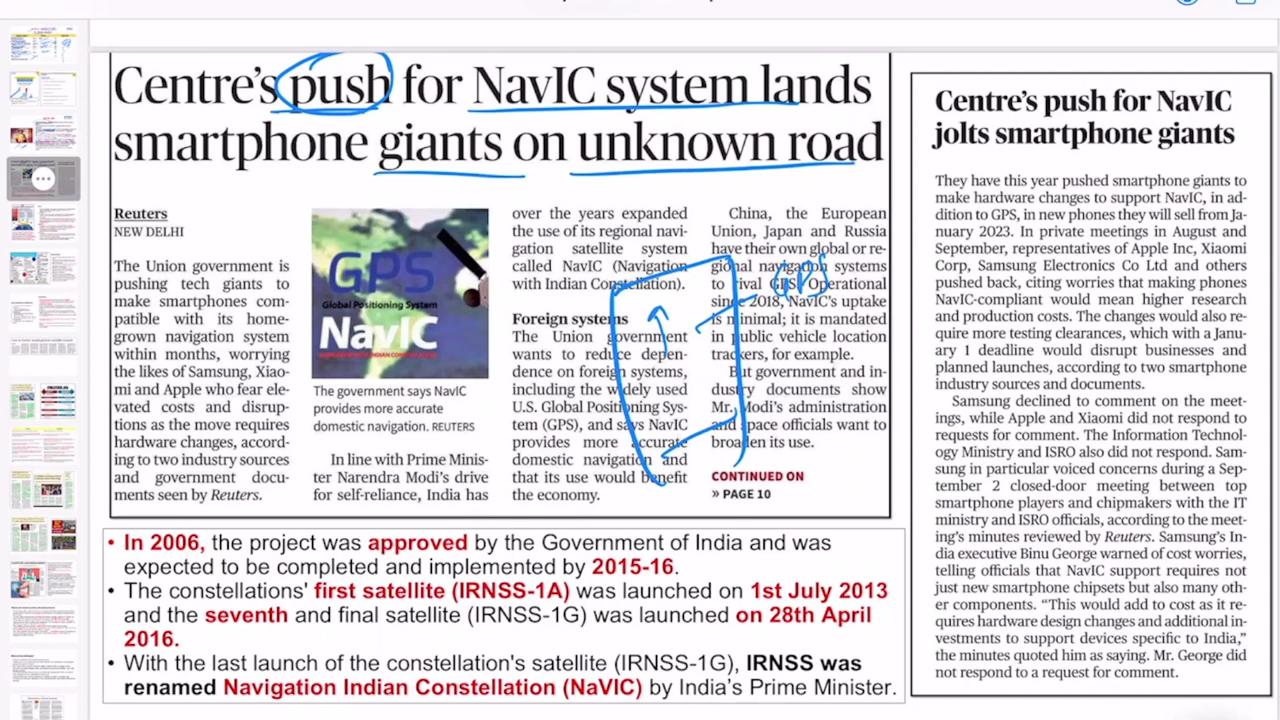 Centre's push for NavIC system lands
smartphone giants on unknown road
Reuters
NEW DELHI
The Union government is
pushing tech giants to
make smartphones com-
patible with its home-
grown navigation system
within months, worrying
the likes of Samsung, Xiao-
mi and Apple who fear ele-
vated costs and disrup-
tions as the move requires
hardware changes, accord-
ing to two industry sources
and government docu-
ments seen by Reuters.
GPS
Global Positioning System
NavIC
The government says NavIC
provides more accurate
domestic navigation. REUTERS
In line with Prime Minis-
ter Narendra Modi's drive
for self-reliance, India has
over the years expanded
the use of its regional navi-
gation satellite system
called NavIC (Navigation
with Indian Constellation).
Foreign systems
The Union government
wants to reduce depen-
dence on foreign systems,
including the widely used
U.S. Global Positioning Sys-
tem (GPS), and says NavIC
provides more accurate
domestic navigation and
that its use would benefit
the economy.
China, the European
Union, Japan and Russia
have their own global or re-
gional navigation systems
to rival GPS. Operational
since 2018, NavIC's uptake
is minimal; it is mandated
in public vehicle location
trackers, for example.
But government and in-
dustry documents show
Mr. Modi's administration
and space officials want to
broaden its use.
CONTINUED ON
» PAGE 10
GPS
Centre's push for NavIC
jolts smartphone giants
They have this year pushed smartphone giants to
make hardware changes to support NavIC, in ad-
dition to GPS, in new phones they will sell from Ja-
nuary 2023. In private meetings in August and
September, representatives of Apple Inc, Xiaomi
Corp, Samsung Electronics Co Ltd and others
pushed back, citing worries that making phones
NavIC-compliant would mean higher research
and production costs. The changes would also re-
quire more testing clearances, which with a Janu-
ary 1 deadline would disrupt businesses and
planned launches, according to two smartphone
industry sources and documents.
Samsung declined to comment on the meet-
ings, while Apple and Xiaomi did not respond to
requests for comment. The Information Technol-
ogy Ministry and ISRO also did not respond. Sam-
sung in particular voiced concerns during a Sep-
tember 2 closed-door meeting between top
smartphone players and chipmakers with the IT
ministry and ISRO officials, according to the meet-
ing's minutes reviewed by Reuters. Samsung's In-
dia executive Binu George warned of cost worries,
telling officials that NavIC support requires not
just new smartphone chipsets but also many oth-
er components. "This would add to cost as it re-
quires hardware design changes and additional in-
vestments to support devices specific to India,"
the minutes quoted him as saying. Mr. George did
not respond to a request for comment.
• In 2006, the project was approved by the Government of India and was
expected to be completed and implemented by 2015-16.
• The constellations' first satellite (IRNSS-1A) was launched on 1st July 2013
and the seventh and final satellite (IRNSS-1G) was launched on 28th April
2016.
• With the last launch of the constellation's satellite (IRNSS-1G), IRNSS was
renamed Navigation Indian Constellation (NaVIC) by India's Prime Minister.